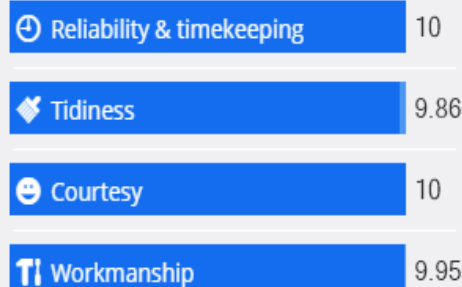 Reliability & timekeeping 10
Tidiness 9.86
Courtesy 10
Workmanship 9.95